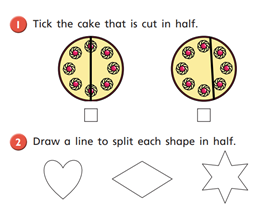 1 Tick the cake that is cut in half.
2 Draw a line to split each shape in half.